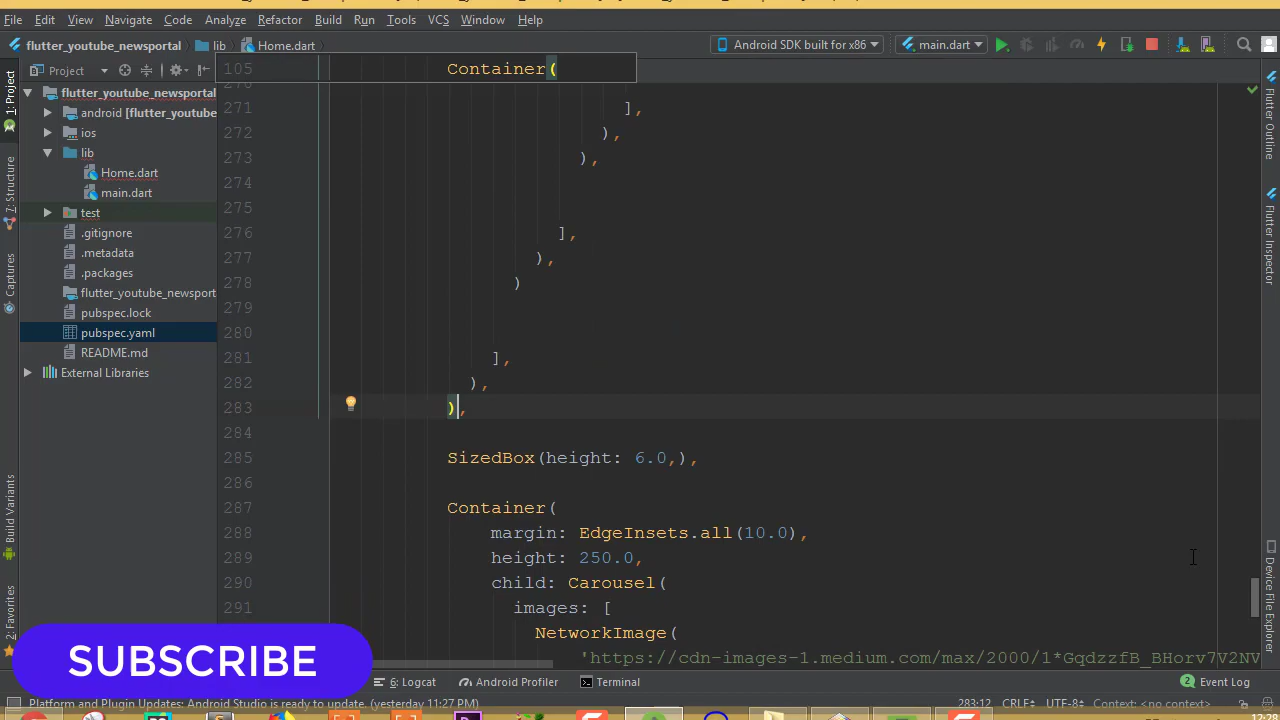 File Edit View Navigate Code Analyze Refactor Build Run Tools VCS Window Help
flutter_youtube_newsportal lib Home.dart Android SDK built for x86 main.dart
Project
105 Container(
flutter_youtube_newsportal
android [flutter_youtube
ios
lib
Home.dart
main.dart
test
.gitignore
.metadata
.packages
flutter_youtube_newsport
pubspec.lock
pubspec.yaml
README.md
External Libraries
1: Project
7: Structure
Captures
Build Variants
2: Favorites
271 ],
272 ),
273 ),
274
275
276 ],
277 ),
278 )
279
280
281 ],
282 ),
283 ),
284
285 SizedBox(height: 6.0,),
286
287 Container(
288 margin: EdgeInsets.all(10.0),
289 height: 250.0,
290 child: Carousel(
291 images: [
NetworkImage(
'https://cdn-images-1.medium.com/max/2000/1*GqdzzfB_BHorv7V2NV
Flutter Outline
Flutter Inspector
Device File Explorer
SUBSCRIBE
6: Logcat Android Profiler Terminal 2 Event Log
Platform and Plugin Updates: Android Studio is ready to update. (yesterday 11:27 PM) 283:12 CRLF÷ UTF-8÷ Context: <no context>